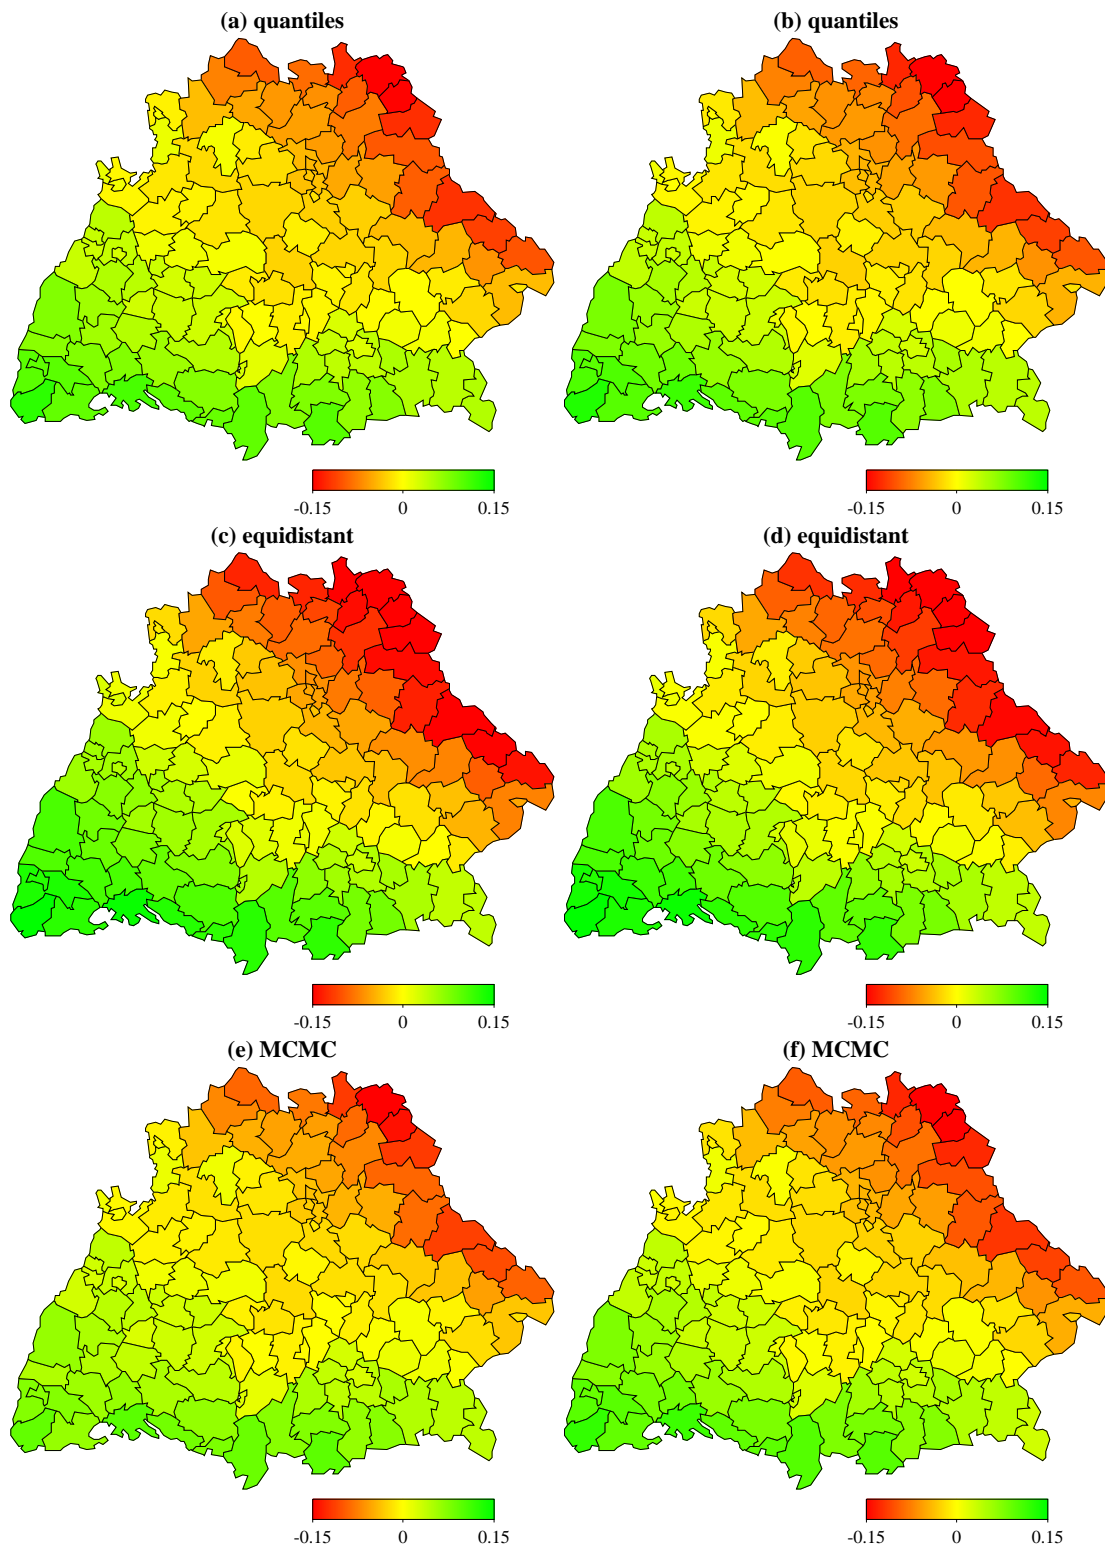 (a) quantiles
(b) quantiles
-0.15 0 0.15
-0.15 0 0.15
(c) equidistant
(d) equidistant
-0.15 0 0.15
-0.15 0 0.15
(e) MCMC
(f) MCMC
-0.15 0 0.15
-0.15 0 0.15